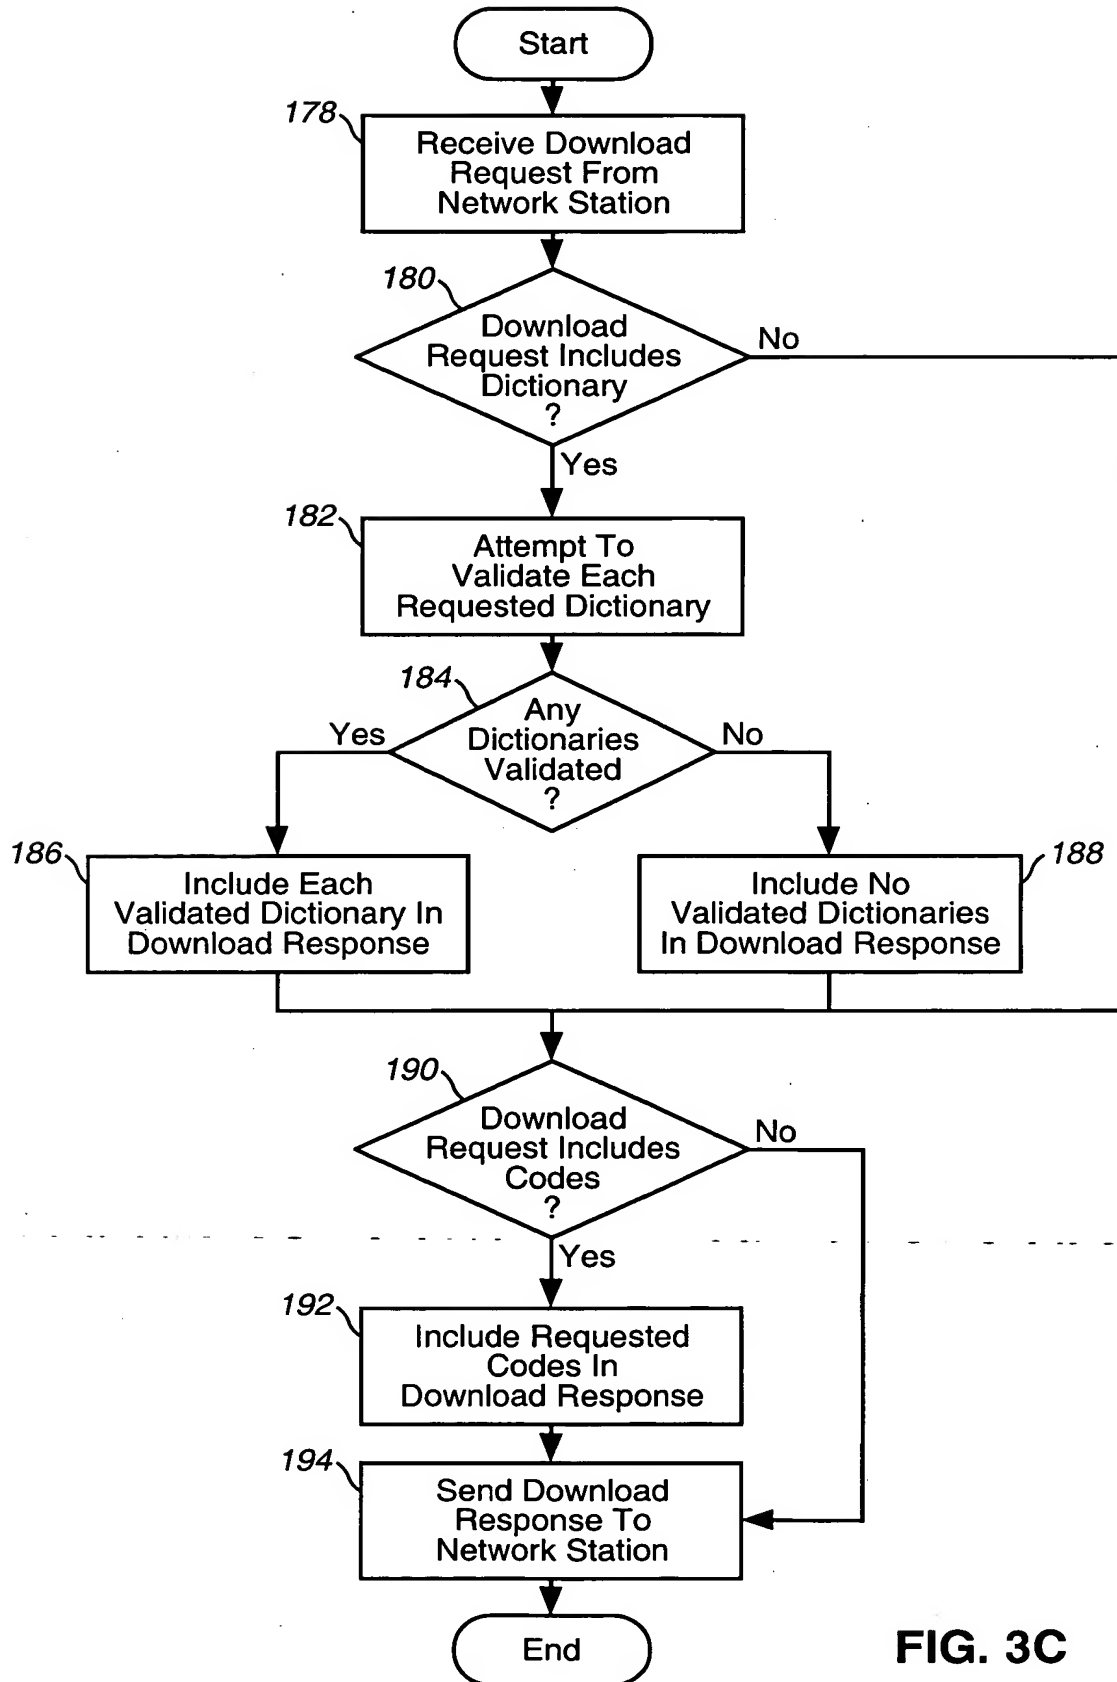 Start
178
Receive Download
Request From
Network Station
180
Download
Request Includes
Dictionary
?
No
Yes
182
Attempt To
Validate Each
Requested Dictionary
184
Any
Dictionaries
Validated
?
Yes
No
186
Include Each
Validated Dictionary In
Download Response
188
Include No
Validated Dictionaries
In Download Response
190
Download
Request Includes
Codes
?
No
Yes
192
Include Requested
Codes In
Download Response
194
Send Download
Response To
Network Station
End
FIG. 3C